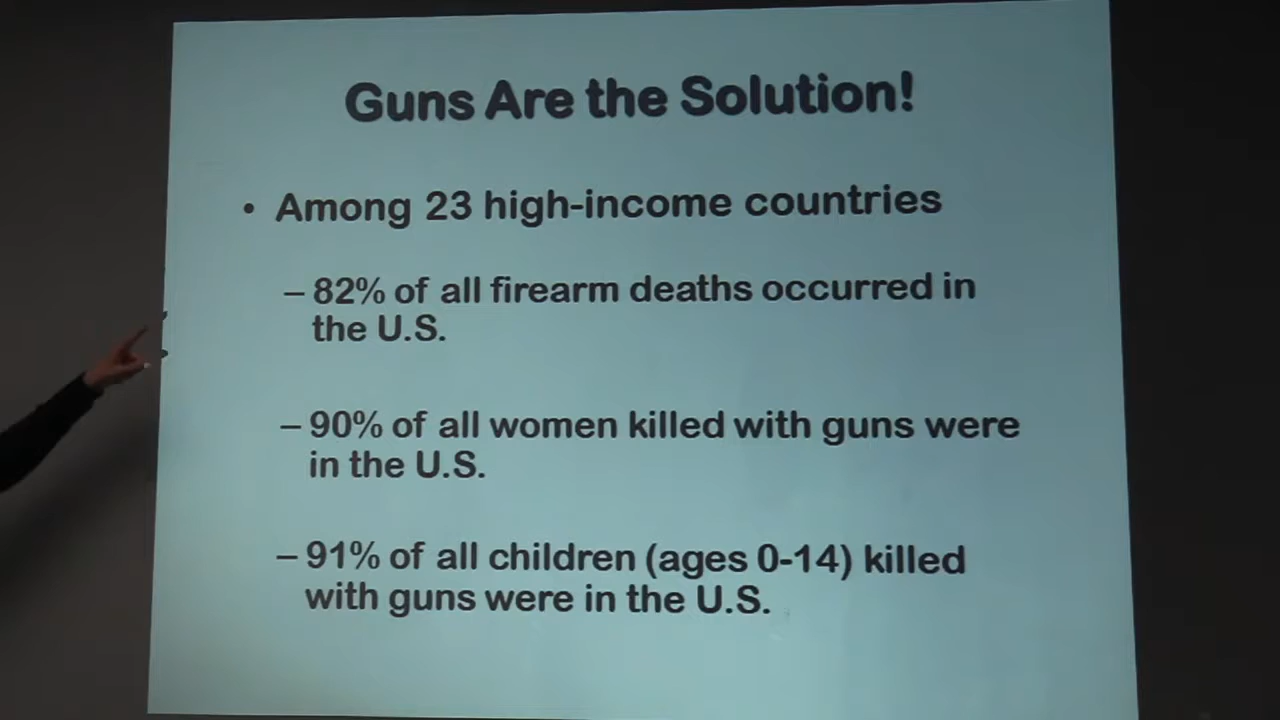 Guns Are the Solution!
• Among 23 high-income countries
– 82% of all firearm deaths occurred in
the U.S.
– 90% of all women killed with guns were
in the U.S.
– 91% of all children (ages 0-14) killed
with guns were in the U.S.